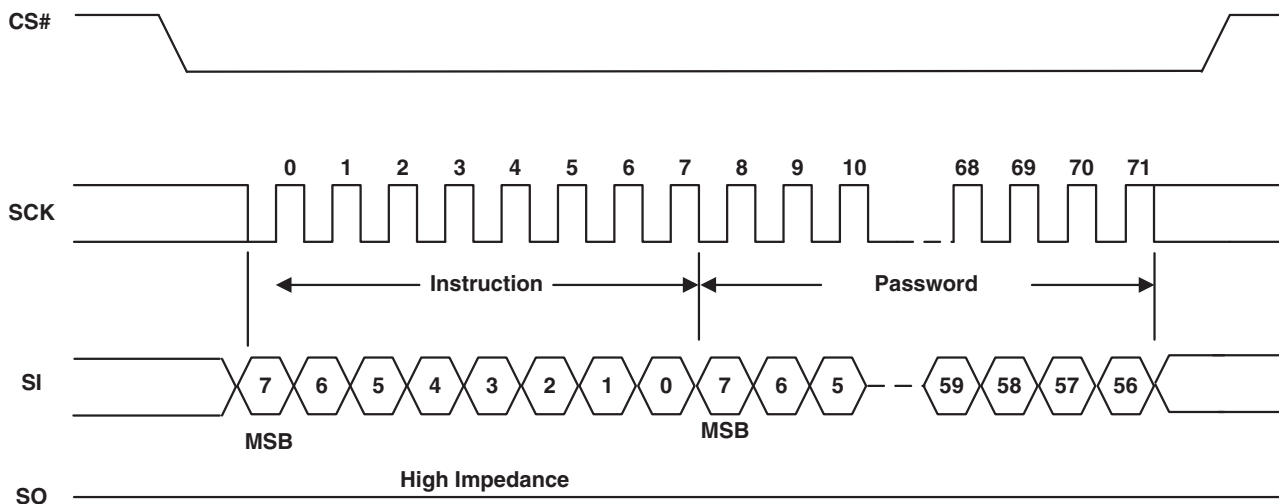 CS#
0 1 2 3 4 5 6 7 8 9 10 68 69 70 71
SCK
Instruction Password
SI 7 6 5 4 3 2 1 0 7 6 5 59 58 57 56
MSB MSB
High Impedance
SO